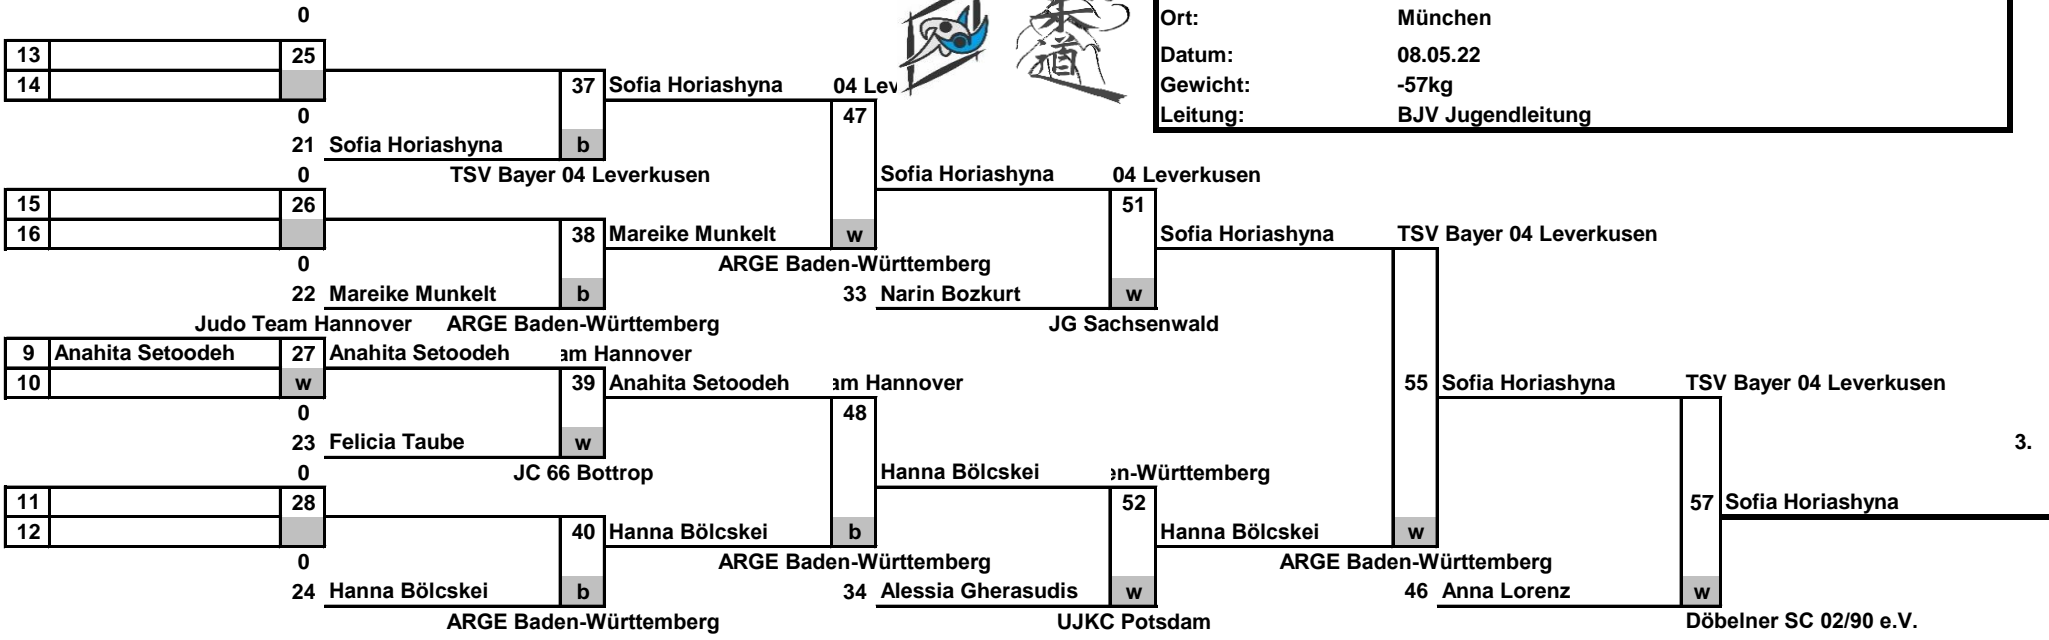 0
Ort: München
13 25
Datum: 08.05.22
14 37 Sofia Horiashyna 04 Lev
Gewicht: -57kg
0 47
Leitung: BJV Jugendleitung
21 Sofia Horiashyna b
0 TSV Bayer 04 Leverkusen Sofia Horiashyna 04 Leverkusen
15 26 51
16 38 Mareike Munkelt w Sofia Horiashyna TSV Bayer 04 Leverkusen
0 ARGE Baden-Württemberg
22 Mareike Munkelt b 33 Narin Bozkurt w
Judo Team Hannover ARGE Baden-Württemberg JG Sachsenwald
9 Anahita Setoodeh 27 Anahita Setoodeh am Hannover
10 w 39 Anahita Setoodeh am Hannover 55 Sofia Horiashyna TSV Bayer 04 Leverkusen
0 48
23 Felicia Taube w 3.
0 JC 66 Bottrop Hanna Bölcskei en-Württemberg
11 28 52 57 Sofia Horiashyna
12 40 Hanna Bölcskei b Hanna Bölcskei w
0 ARGE Baden-Württemberg ARGE Baden-Württemberg
24 Hanna Bölcskei b 34 Alessia Gherasudis w 46 Anna Lorenz w
ARGE Baden-Württemberg UJKC Potsdam Döbelner SC 02/90 e.V.